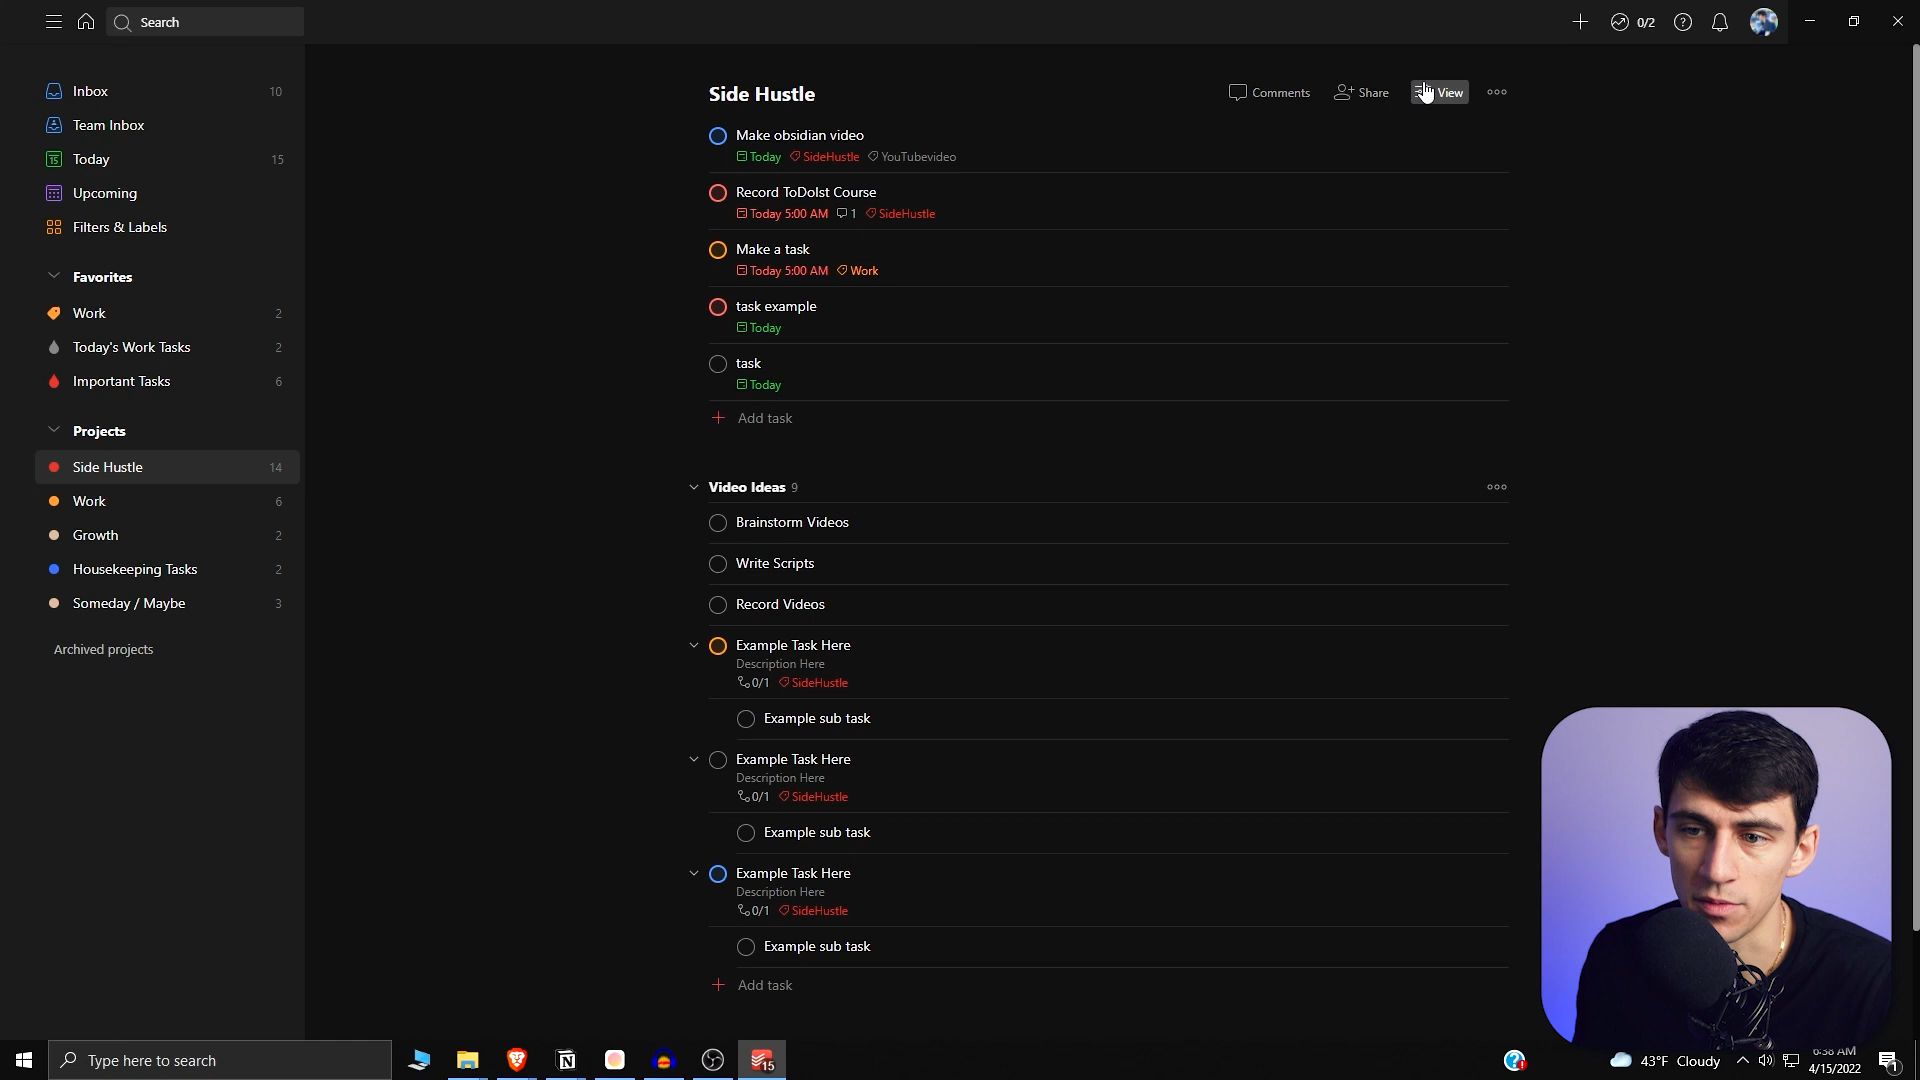 Search
0/2
Inbox 10
Team Inbox
15 Today 15
Upcoming
Filters & Labels
Favorites
Work 2
Today's Work Tasks 2
Important Tasks 6
Projects
Side Hustle 14
Work 6
Growth 2
Housekeeping Tasks 2
Someday / Maybe 3
Archived projects
Side Hustle
Comments Share View
Make obsidian video
Today SideHustle YouTubevideo
Record ToDoIst Course
Today 5:00 AM 1 SideHustle
Make a task
Today 5:00 AM Work
task example
Today
task
Today
+ Add task
Video Ideas 9
Brainstorm Videos
Write Scripts
Record Videos
Example Task Here
Description Here
0/1 SideHustle
Example sub task
Example Task Here
Description Here
0/1 SideHustle
Example sub task
Example Task Here
Description Here
0/1 SideHustle
Example sub task
+ Add task
Type here to search
15
43°F Cloudy
6:38 AM
4/15/2022
1